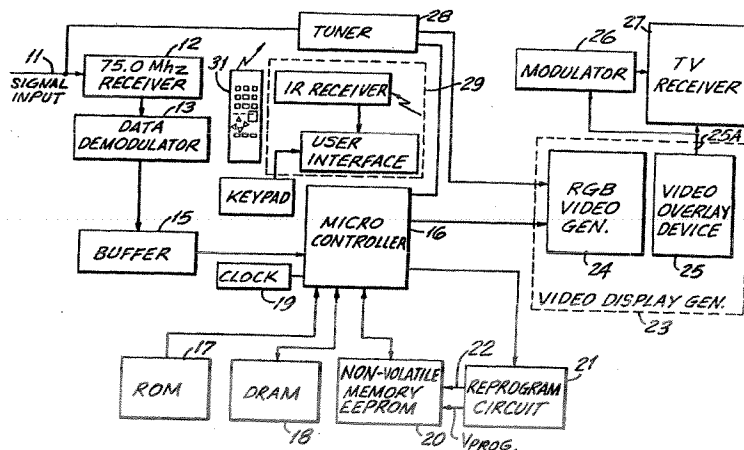 28
TUNER
11
SIGNAL
INPUT
12
75.0 Mhz
RECEIVER
31
IR RECEIVER
29
26
MODULATOR
27
TV
RECEIVER
13
DATA
DEMODULATOR
USER
INTERFACE
25A
KEYPAD
RGB
VIDEO
GEN.
24
VIDEO
OVERLAY
DEVICE
25
MICRO
CONTROLLER
16
15
BUFFER
CLOCK
19
VIDEO DISPLAY GEN.
23
17
ROM
DRAM
18
NON-VOLATILE
MEMORY
EEPROM
20
22
REPROGRAM
CIRCUIT
21
VPROG.